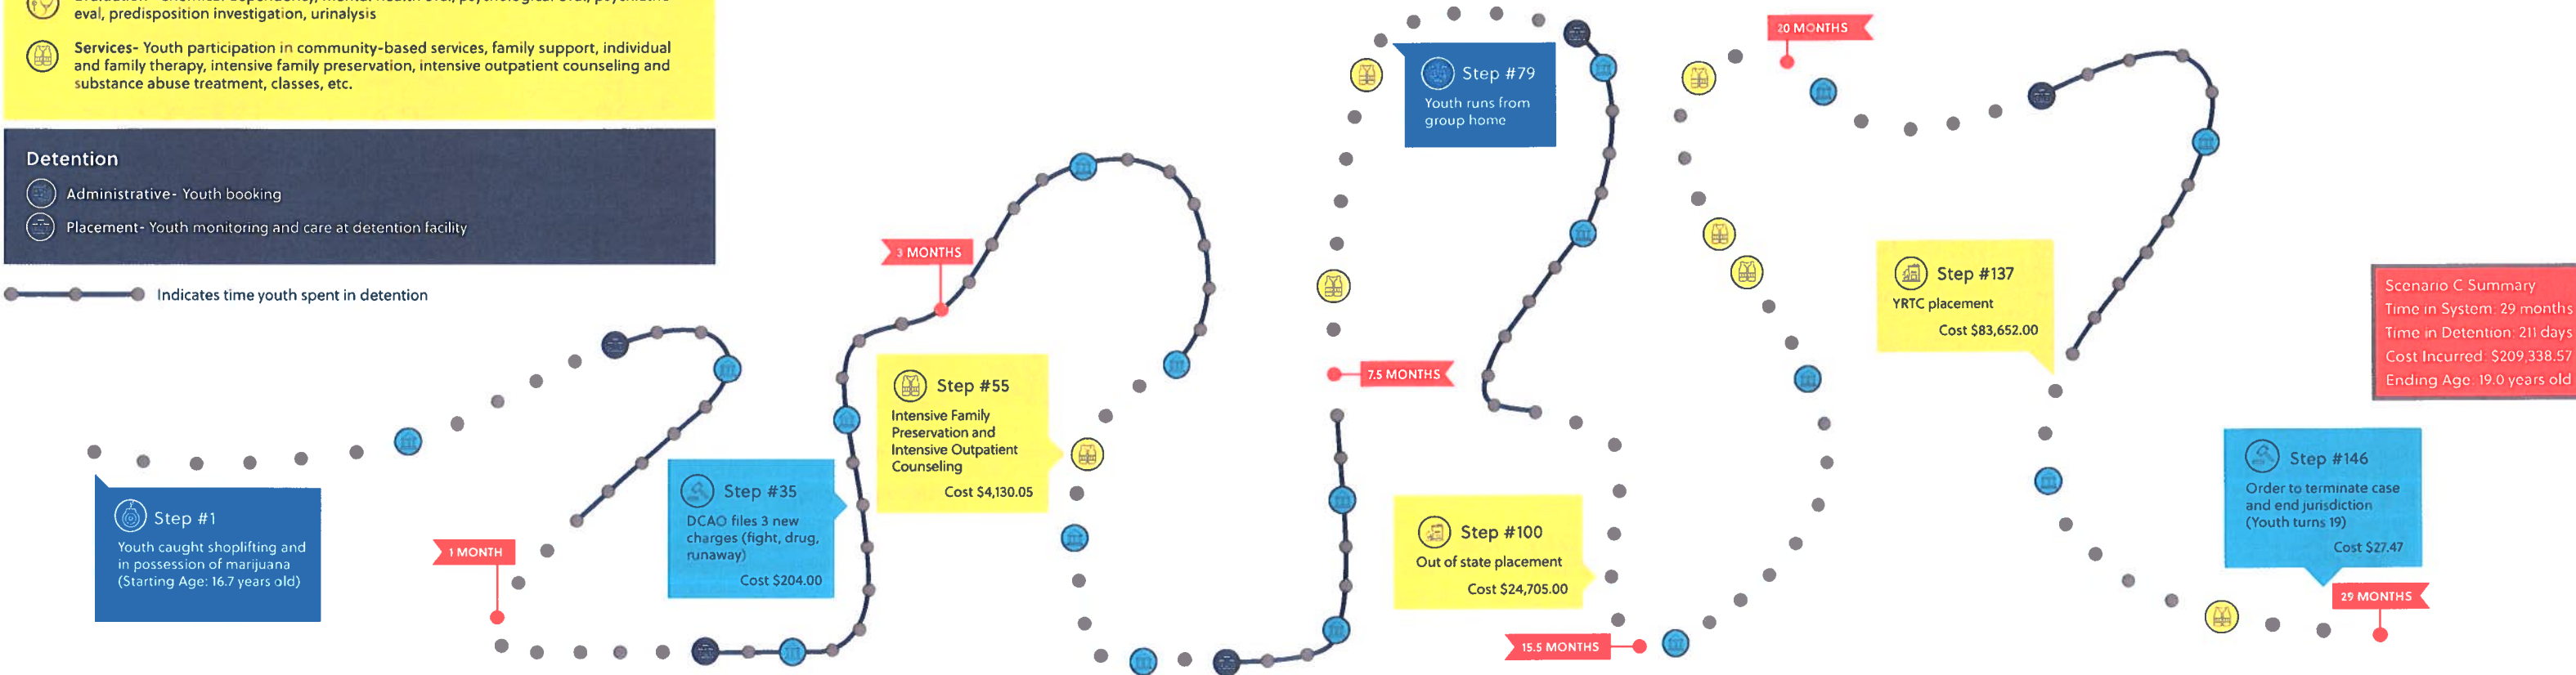 eval, predisposition investigation, urinalysis
Services- Youth participation in community-based services, family support, individual
and family therapy, intensive family preservation, intensive outpatient counseling and
substance abuse treatment, classes, etc.
Detention
Administrative- Youth booking
Placement- Youth monitoring and care at detention facility
Indicates time youth spent in detention
Step #1
Youth caught shoplifting and
in possession of marijuana
(Starting Age: 16.7 years old)
1 MONTH
Step #35
DCAO files 3 new
charges (fight, drug,
runaway)
Cost $204.00
3 MONTHS
Step #55
Intensive Family
Preservation and
Intensive Outpatient
Counseling
Cost $4,130.05
7.5 MONTHS
Step #79
Youth runs from
group home
Step #100
Out of state placement
Cost $24,705.00
15.5 MONTHS
20 MONTHS
Step #137
YRTC placement
Cost $83,652.00
Step #146
Order to terminate case
and end jurisdiction
(Youth turns 19)
Cost $27.47
29 MONTHS
Scenario C Summary
Time in System: 29 months
Time in Detention: 211 days
Cost Incurred: $209,338.57
Ending Age: 19.0 years old